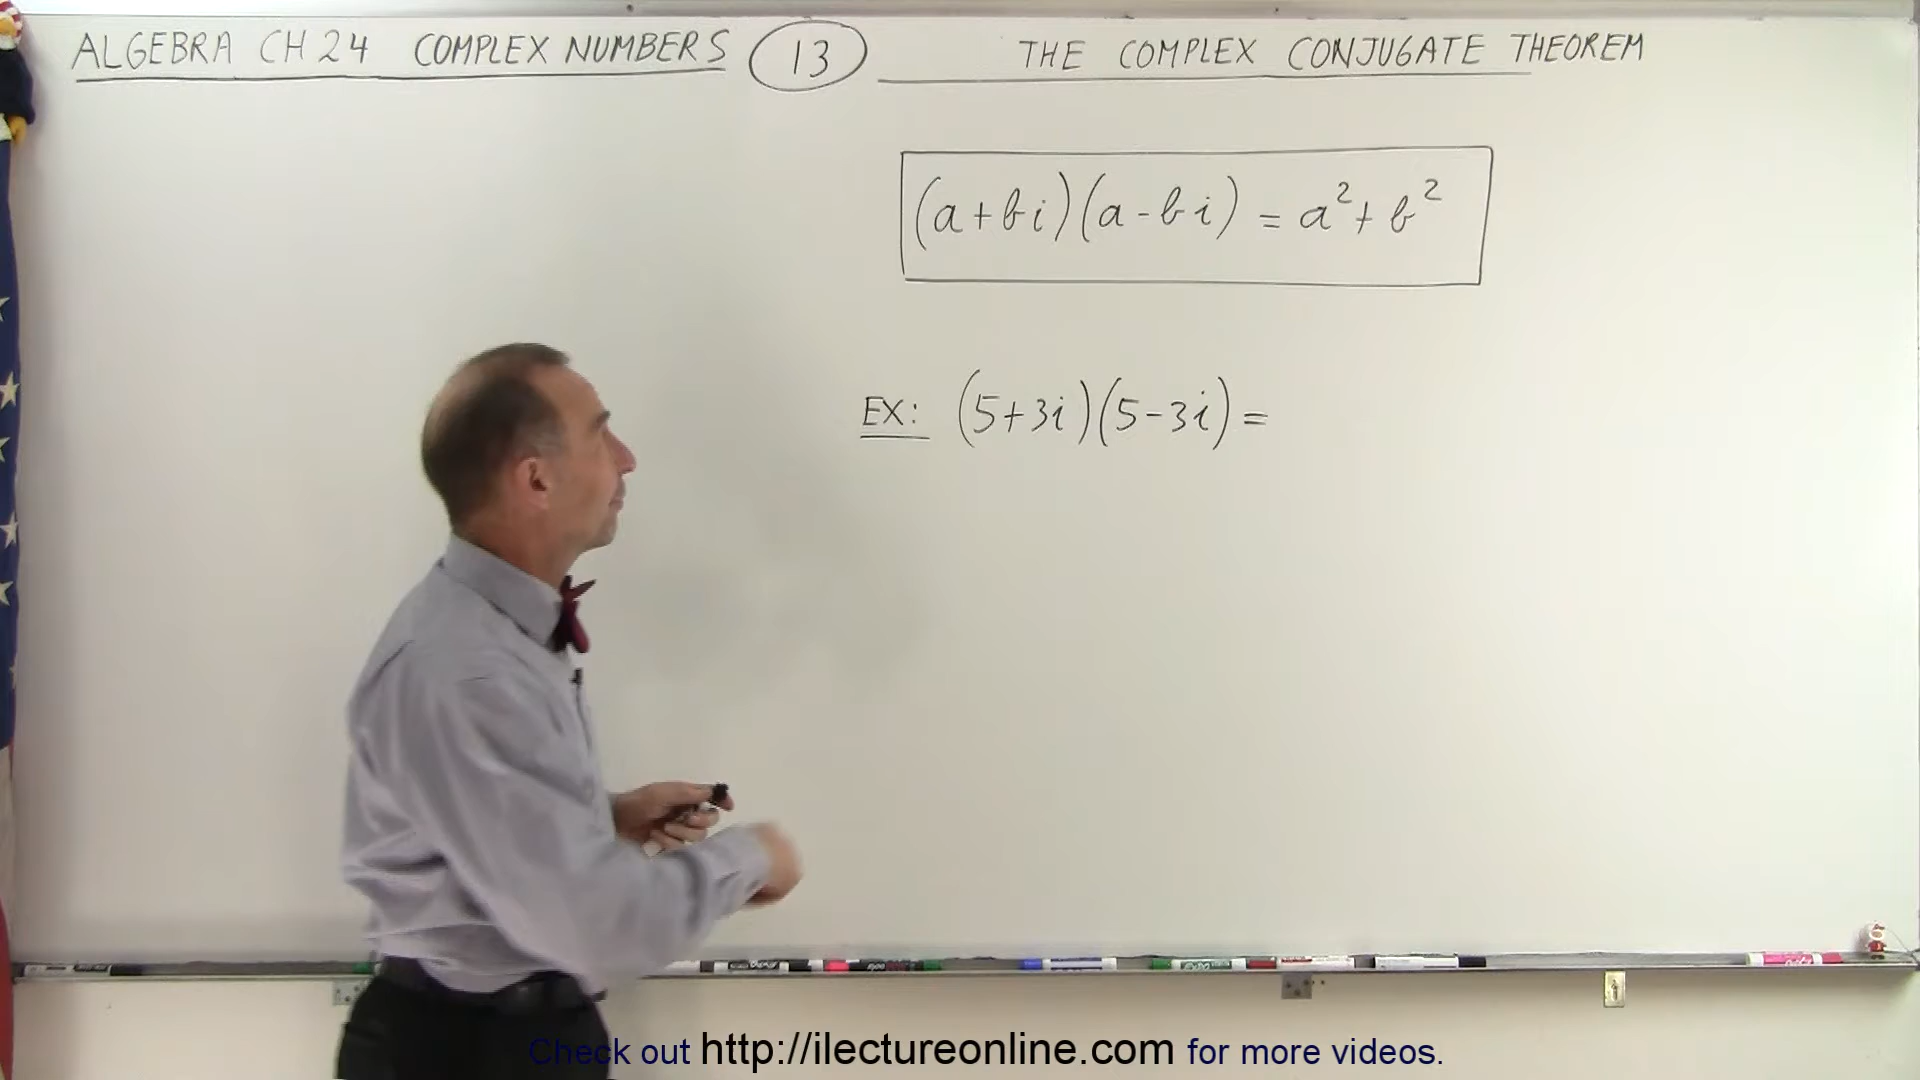 ALGEBRA CH 24 COMPLEX NUMBERS 13 THE COMPLEX CONJUGATE THEOREM
(a+bi)(a-bi) = a²+b²
EX: (5+3i)(5-3i)=
Check out http://ilectureonline.com for more videos.